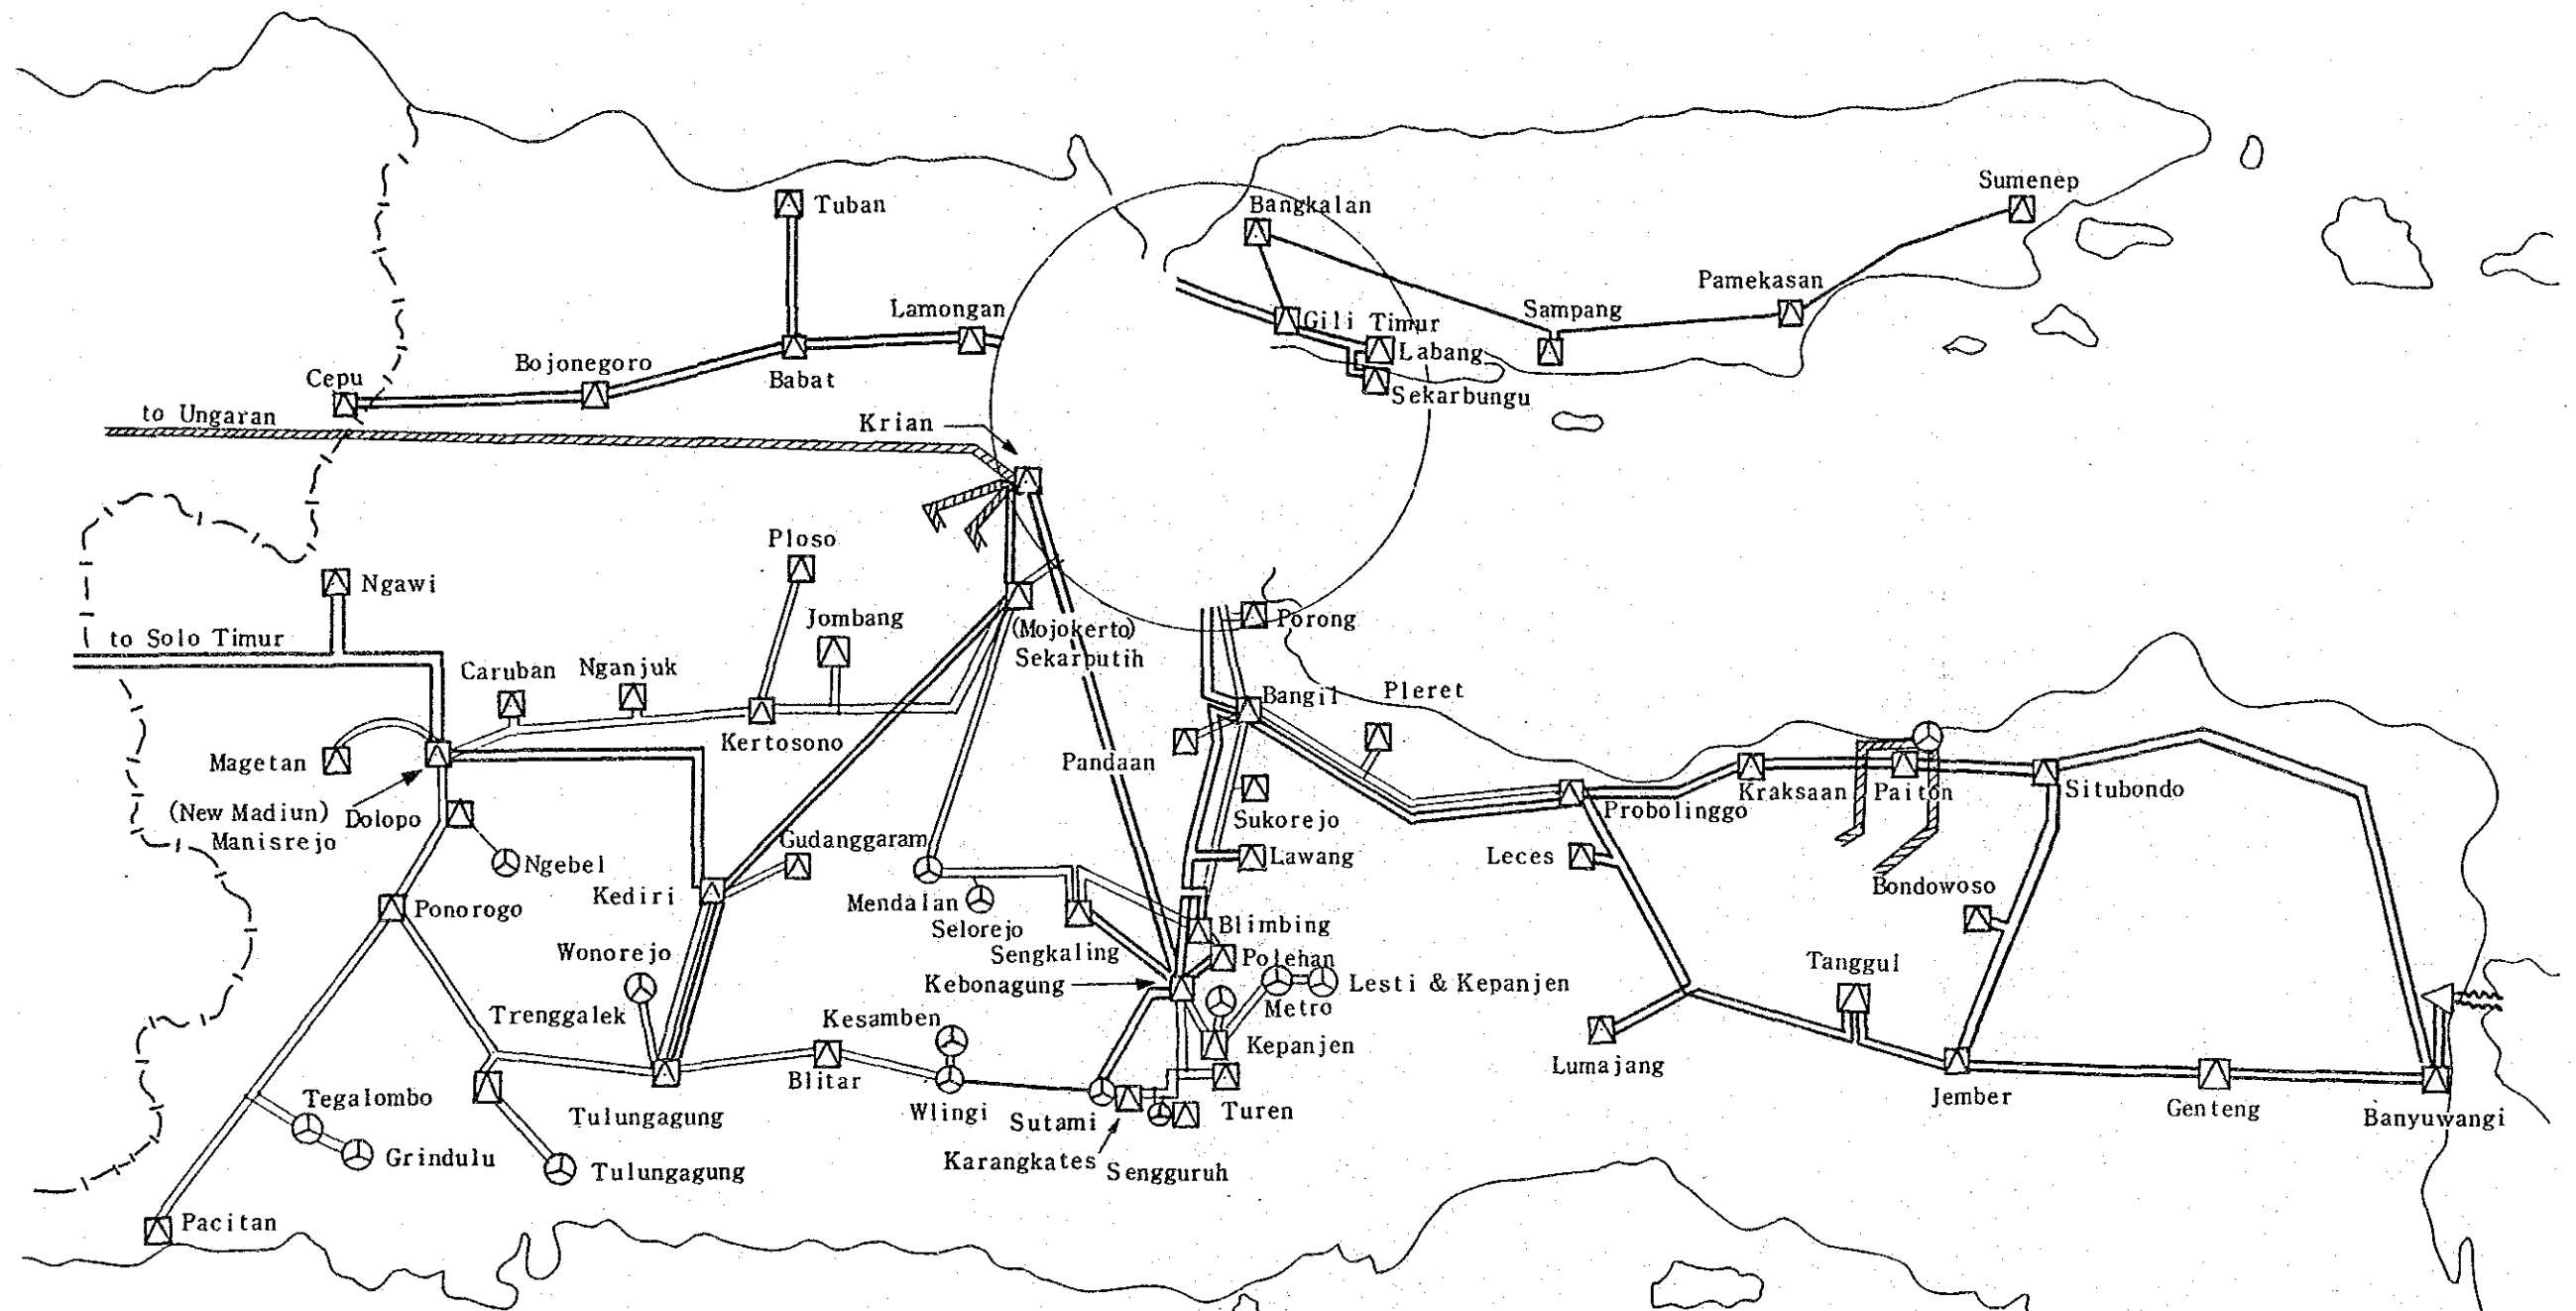 Sumenep
Tuban
Bangkalan
Pamekasan
Lamongan
Sampang
Gili Timur
Labang
Bojonegoro
Cepu
Babat
Sekarbungu
to Ungaran
Krian
Ploso
Ngawi
Jombang
Porong
(Mojokerto)
Sekarputih
to Solo Timur
Caruban
Nganjuk
Bangil
Pleret
Kertosono
Magetan
Pandaan
Kraksaan
Paiton
Situbondo
(New Madiun)
Manisrejo
Dolopo
Probolinggo
Sukorejo
Gudanggaram
Lawang
Leces
Ngebel
Kediri
Mendalan
Bondowoso
Ponorogo
Selorejo
Blimbing
Sengkaling
Wonorejo
Polehan
Tanggul
Kebonagung
Lesti & Kepanjen
Metro
Trenggalek
Kesamben
Kepanjen
Lumajang
Blitar
Tegalombo
Tulungagung
Wlingi
Sutami
Turen
Jember
Genteng
Banyuwangi
Grindulu
Tulungagung
Karangkates
Sengguruh
Pacitan